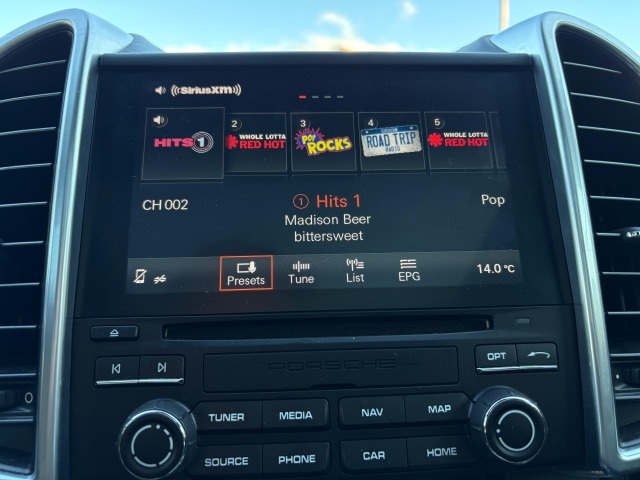 ((SiriusXM))
HITS 1
2 WHOLE LOTTA RED HOT
3 POP ROCKS
4 ROAD TRIP RADIO
5 WHOLE LOTTA RED HOT
CH 002
① Hits 1
Pop
Madison Beer
bittersweet
Presets
Tune
List
EPG
14.0 °C
PORSCHE
OPT
TUNER
MEDIA
NAV
MAP
SOURCE
PHONE
CAR
HOME